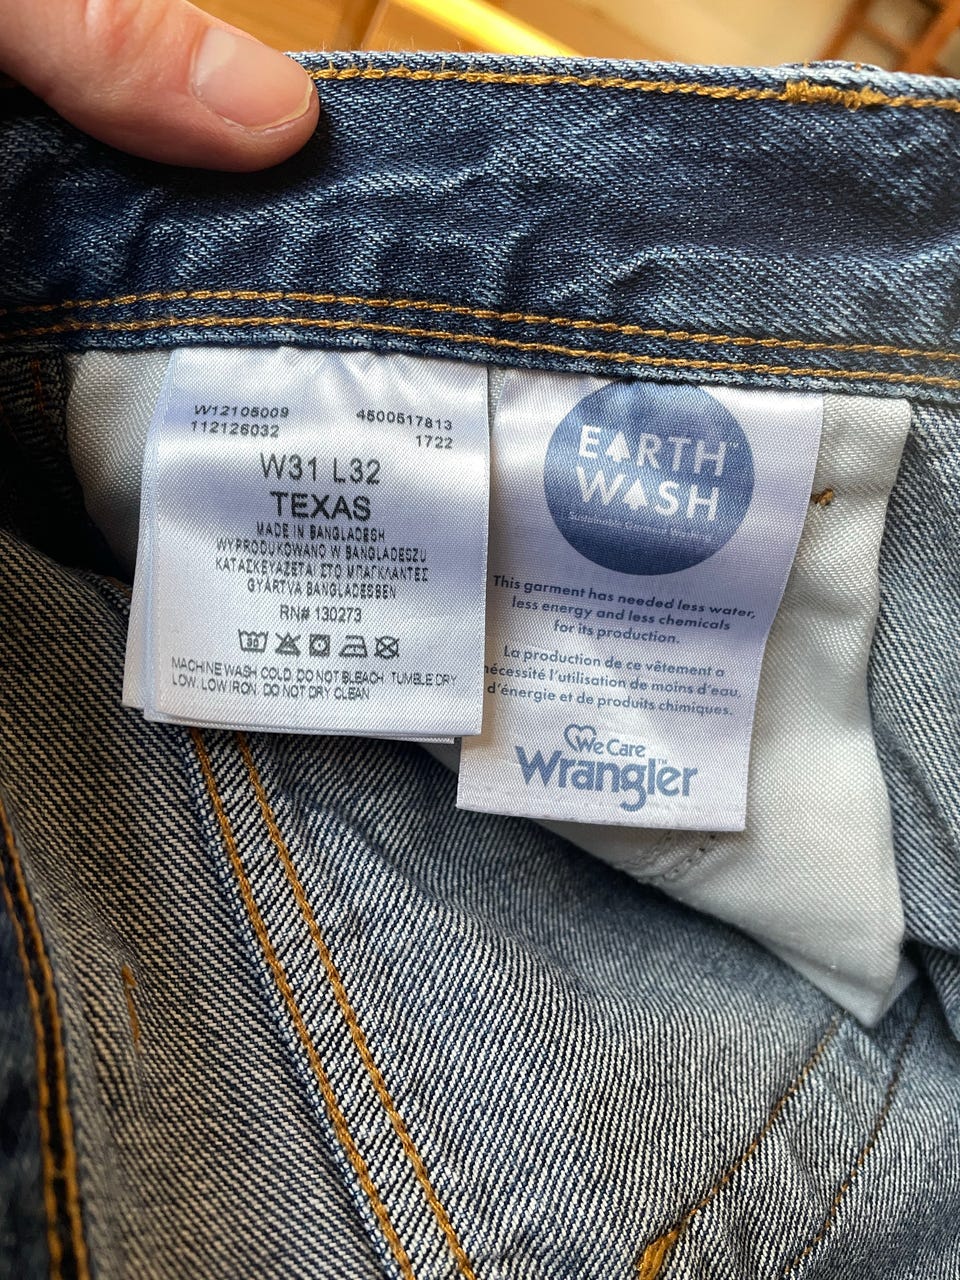 W12105009 4500517813
112126032 1722
W31 L32
TEXAS
MADE IN BANGLADESH
WYPRODUKOWANO W BANGLADESZU
ΚΑΤΑΣΚΕΥΑΖΕΤΑΙ ΣΤΟ ΜΠΑΓΚΛΑΝΤΕΣ
GYÁRTVA BANGLADESBEN
RN# 130273
30
MACHINE WASH COLD. DO NOT BLEACH. TUMBLE DRY
LOW. LOW IRON. DO NOT DRY CLEAN
EARTH™
WASH
This garment has needed less water,
less energy and less chemicals
for its production.
La production de ce vêtement a
nécessité l'utilisation de moins d'eau,
d'énergie et de produits chimiques.
We Care
Wrangler™